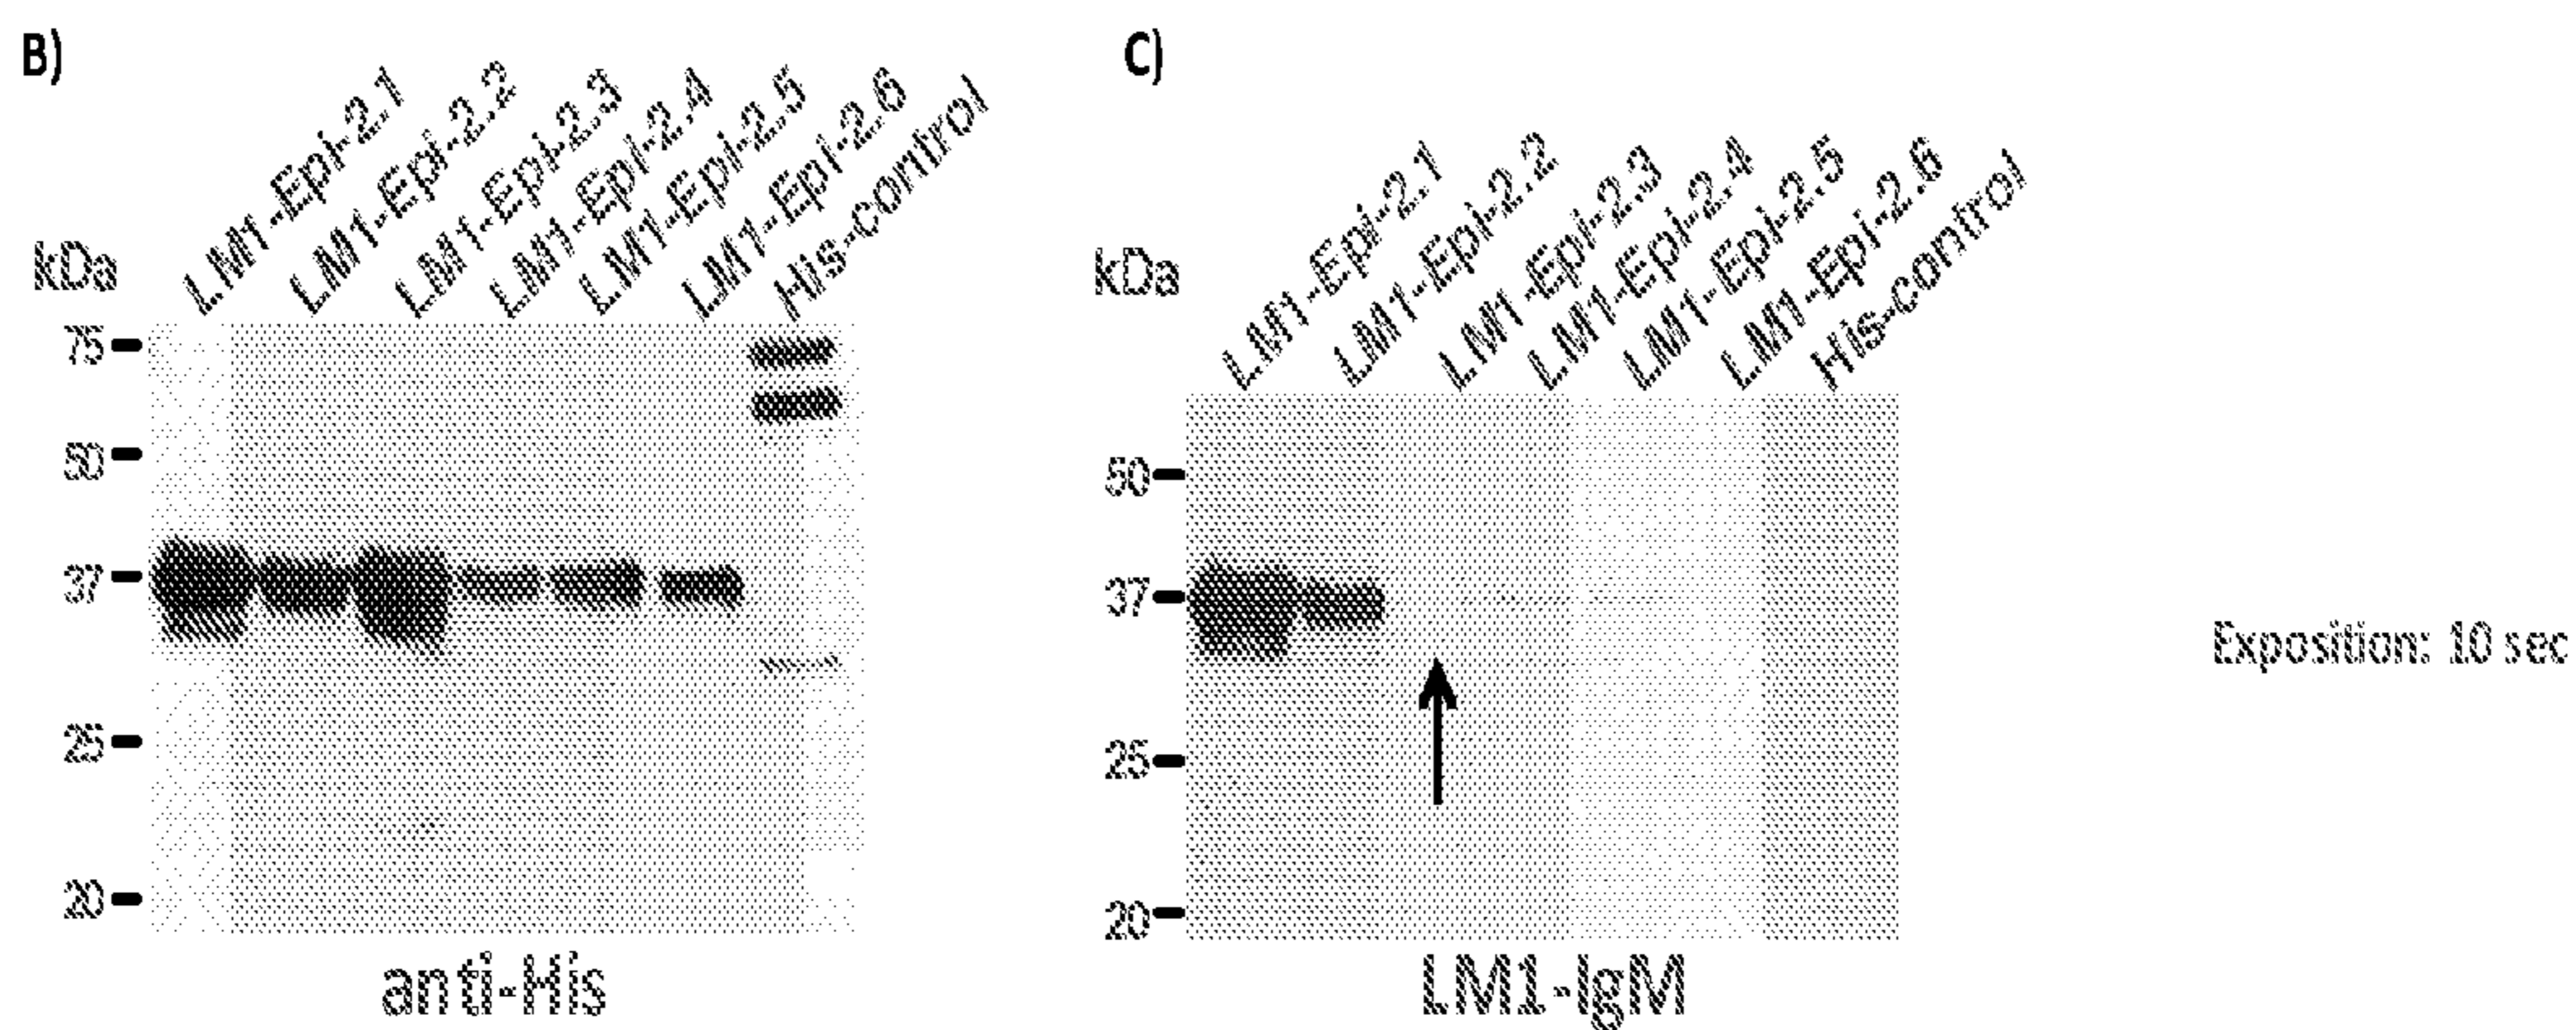 B)
LM1-Epi-2.1
LM1-Epi-2.2
LM1-Epi-2.3
LM1-Epi-2.4
LM1-Epi-2.5
LM1-Epi-2.6
His-control
kDa
75
50
37
25
20
anti-His
C)
LM1-Epi-2.1
LM1-Epi-2.2
LM1-Epi-2.3
LM1-Epi-2.4
LM1-Epi-2.5
LM1-Epi-2.6
His-control
kDa
50
37
25
20
LM1-IgM
Exposition: 10 sec